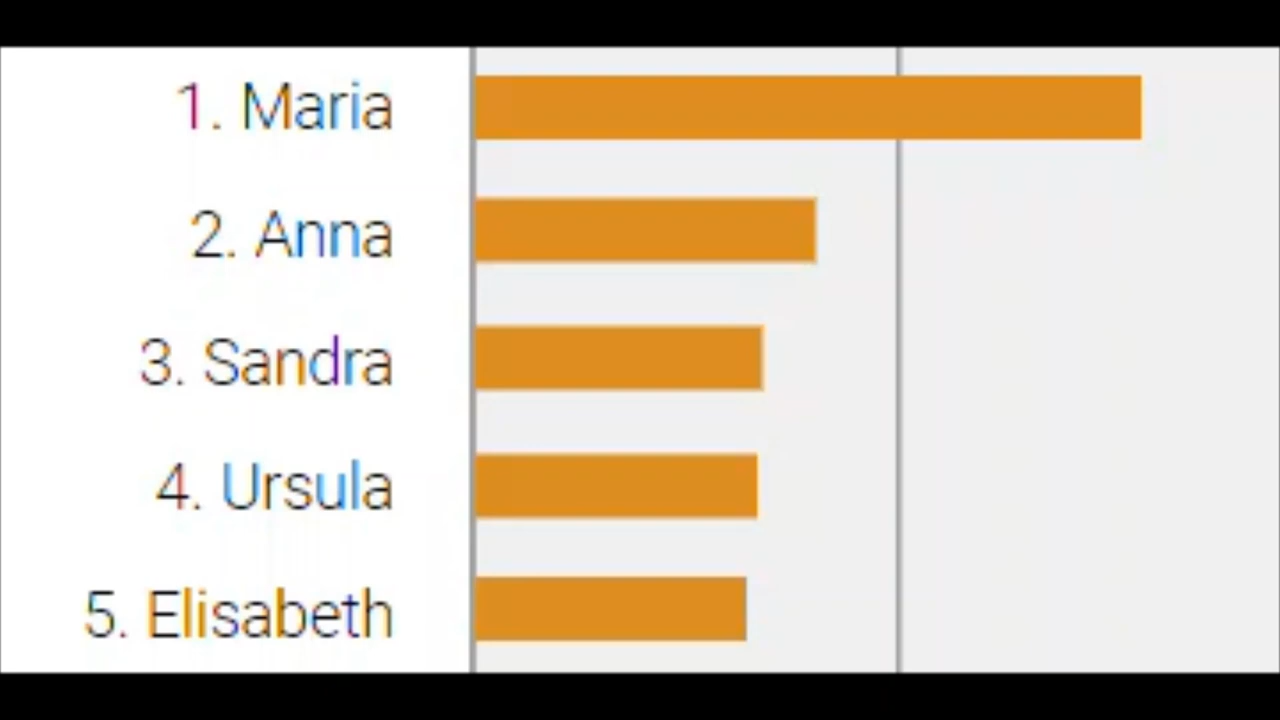 1. Maria
2. Anna
3. Sandra
4. Ursula
5. Elisabeth